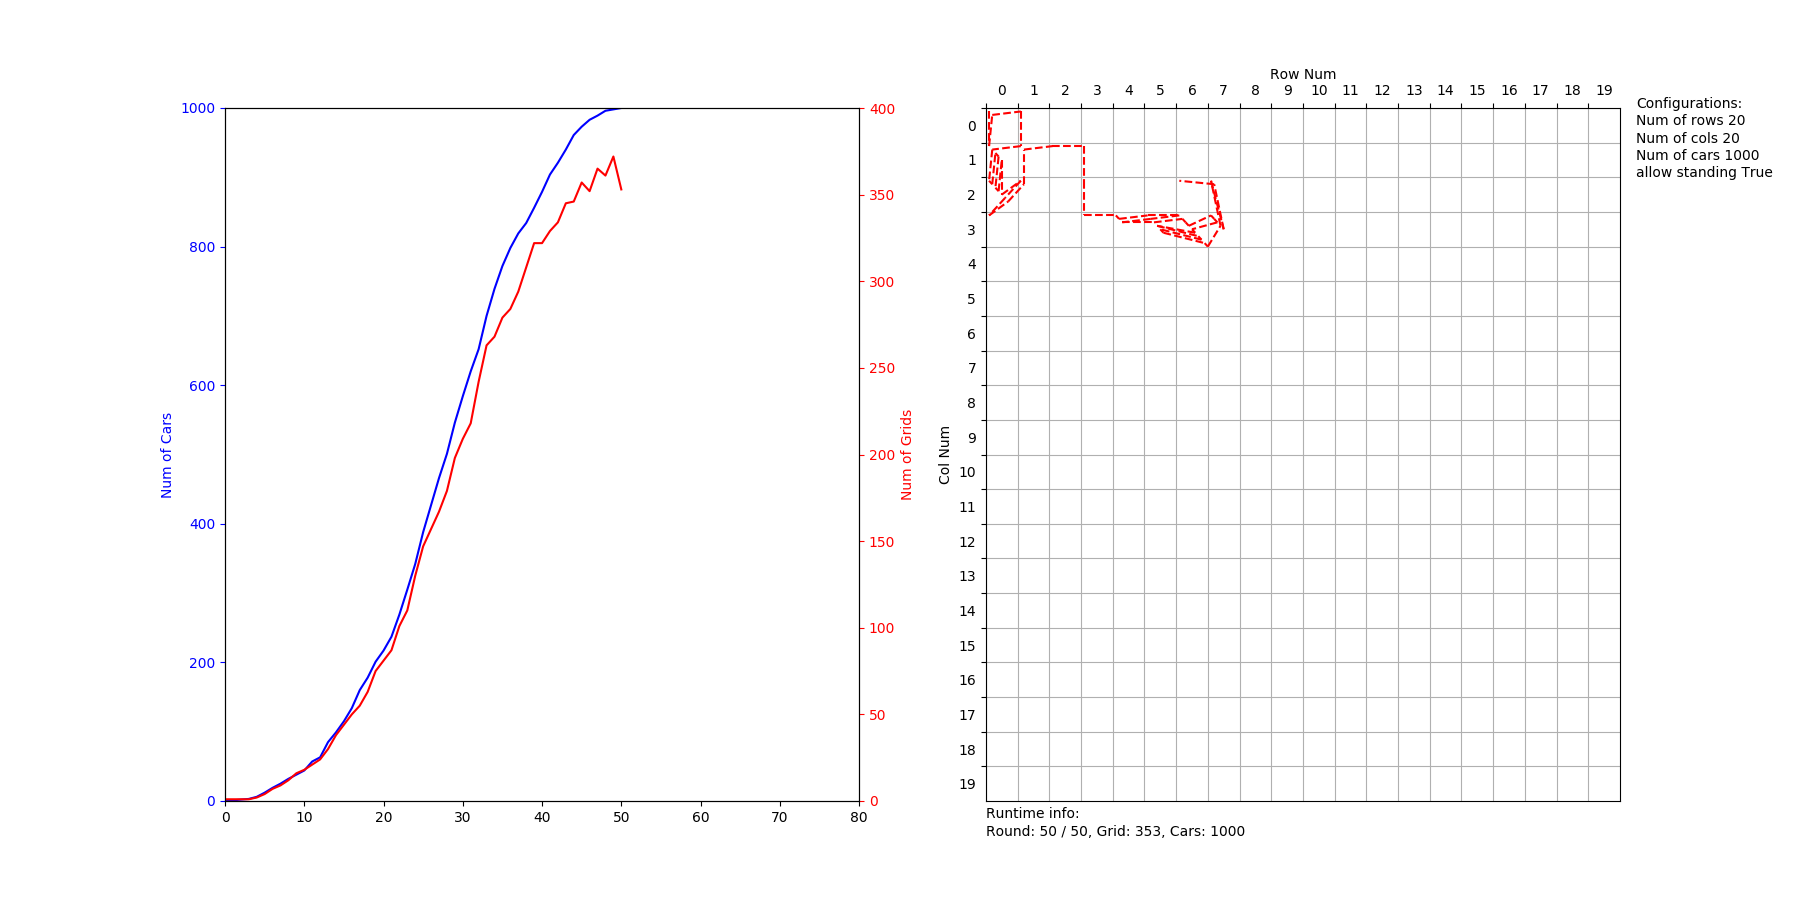 1000
800
600
400
200
0
Num of Cars
0 10 20 30 40 50 60 70 80
400
350
300
250
200
150
100
50
0
Num of Grids
Row Num
0 1 2 3 4 5 6 7 8 9 10 11 12 13 14 15 16 17 18 19
Col Num
0
1
2
3
4
5
6
7
8
9
10
11
12
13
14
15
16
17
18
19
Configurations:
Num of rows 20
Num of cols 20
Num of cars 1000
allow standing True
Runtime info:
Round: 50 / 50, Grid: 353, Cars: 1000